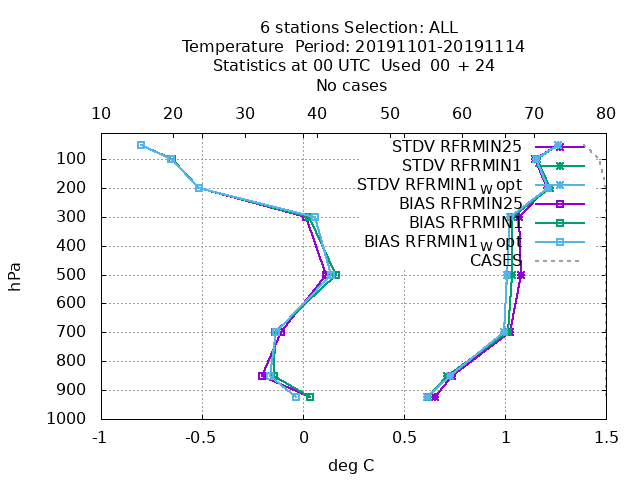 6 stations Selection: ALL
Temperature Period: 20191101-20191114
Statistics at 00 UTC Used 00 + 24
No cases
10 20 30 40 50 60 70 80
STDV RFRMIN25
STDV RFRMIN1
STDV RFRMIN1W opt
BIAS RFRMIN25
BIAS RFRMIN1
BIAS RFRMIN1W opt
CASES
100
200
300
400
500
600
700
800
900
1000
hPa
-1 -0.5 0 0.5 1 1.5
deg C